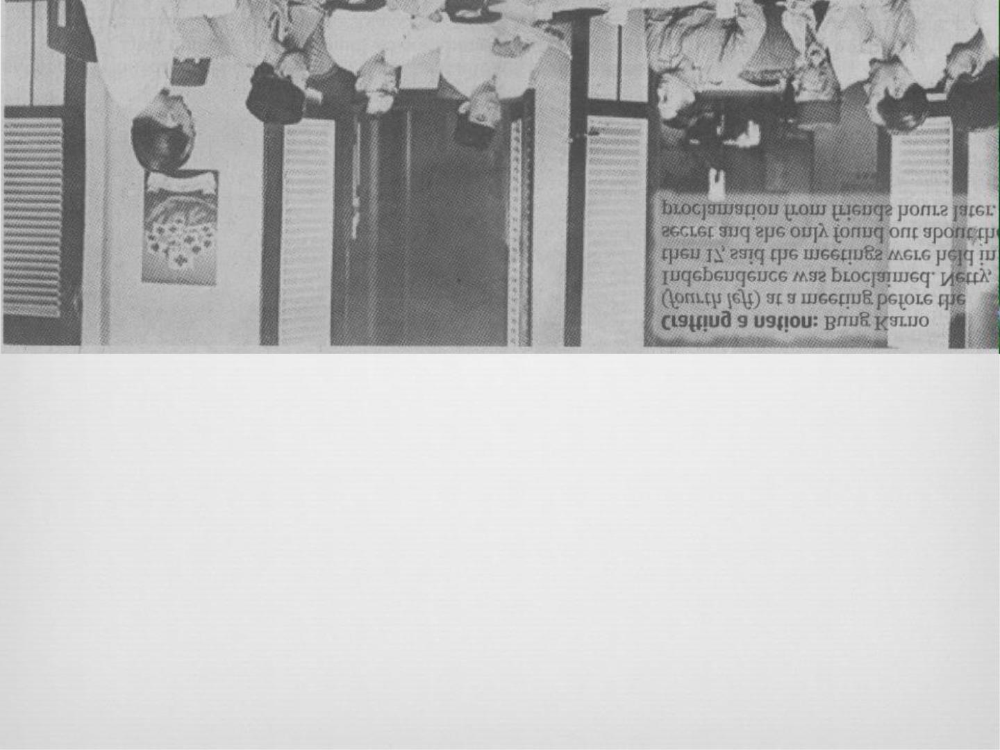 Crafting a nation: Bung Karno
(fourth left) at a meeting before the
Independence was proclaimed. Netty,
then 17, said the meetings were held in
secret and she only found out about the
proclamation from friends hours later.